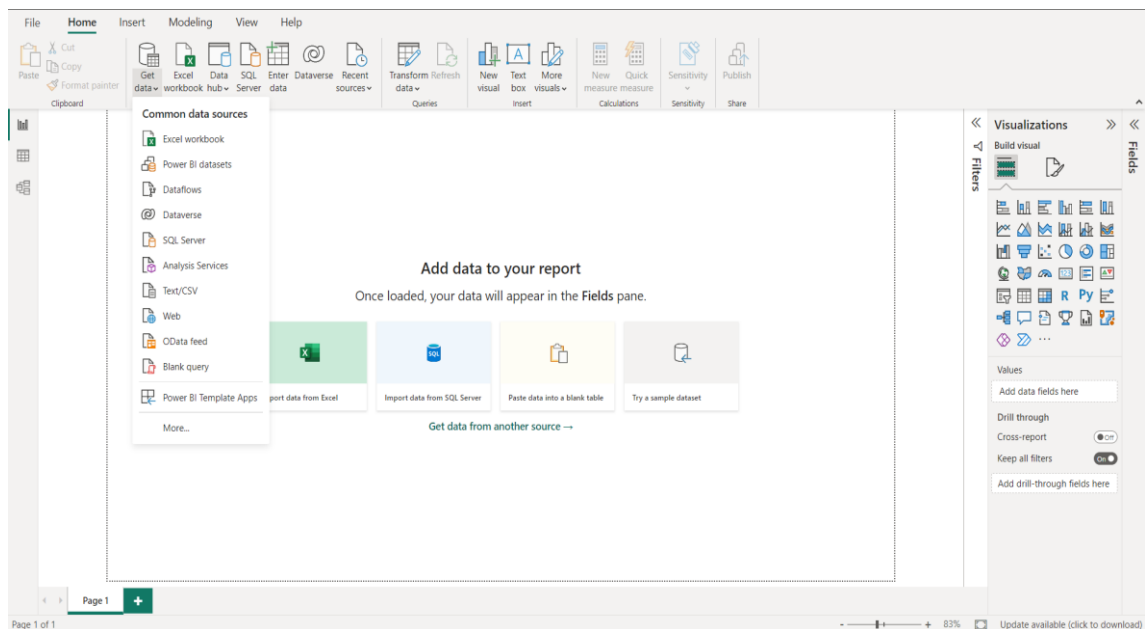 File Home Insert Modeling View Help
Paste
Cut
Copy
Format painter
Clipboard
Get data
Excel workbook
Data hub
SQL Server
Enter data
Dataverse
Recent sources
Transform data
Refresh
Queries
New visual
Text box
More visuals
Insert
New measure
Quick measure
Calculations
Sensitivity
Sensitivity
Publish
Share
Common data sources
Excel workbook
Power BI datasets
Dataflows
Dataverse
SQL Server
Analysis Services
Text/CSV
Web
OData feed
Blank query
Power BI Template Apps
More...
Add data to your report
Once loaded, your data will appear in the Fields pane.
SQL
port data from Excel
Import data from SQL Server
Paste data into a blank table
Try a sample dataset
Get data from another source →
Filters
Visualizations
Build visual
R Py
...
Values
Add data fields here
Drill through
Cross-report
Off
Keep all filters
On
Add drill-through fields here
Fields
Page 1
Page 1 of 1
- + 83%
Update available (click to download)